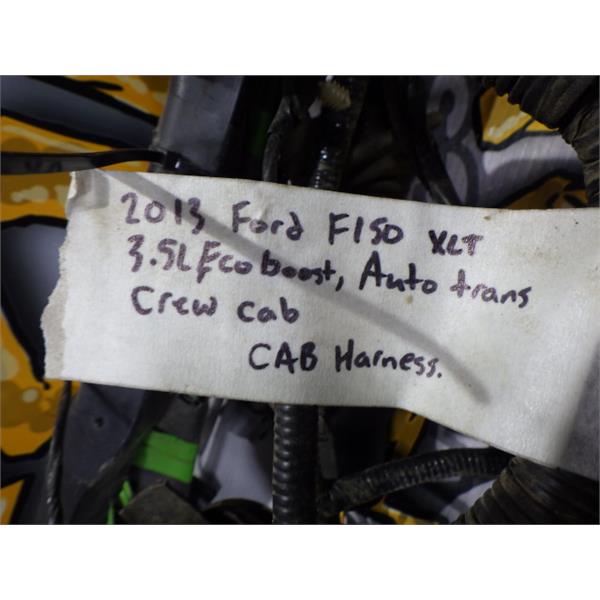 2013 Ford F150 XLT
3.5L Ecoboost, Auto trans
Crew cab
CAB Harness.